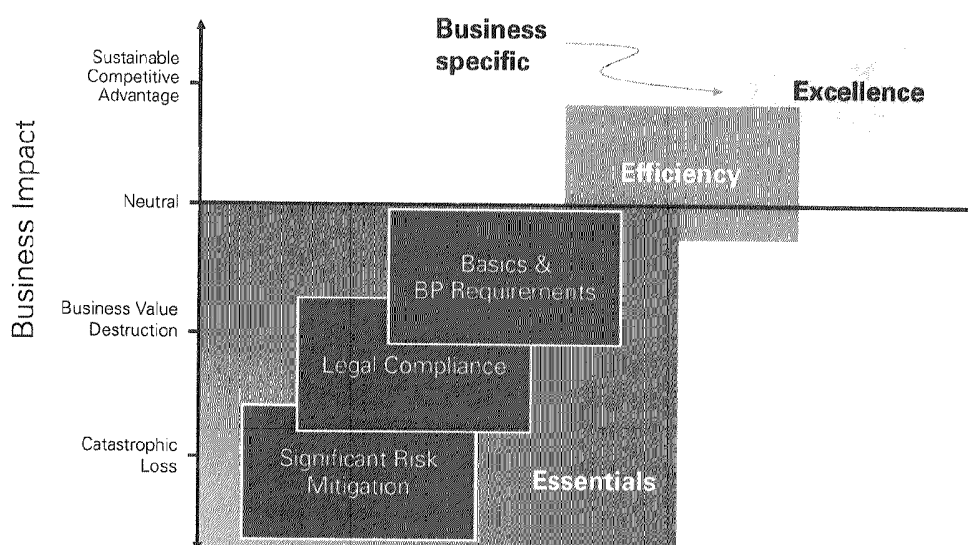 Business
specific
Sustainable
Competitive
Advantage
Excellence
Efficiency
Neutral
Business Impact
Basics &
BP Requirements
Business Value
Destruction
Legal Compliance
Catastrophic
Loss
Significant Risk
Mitigation
Essentials